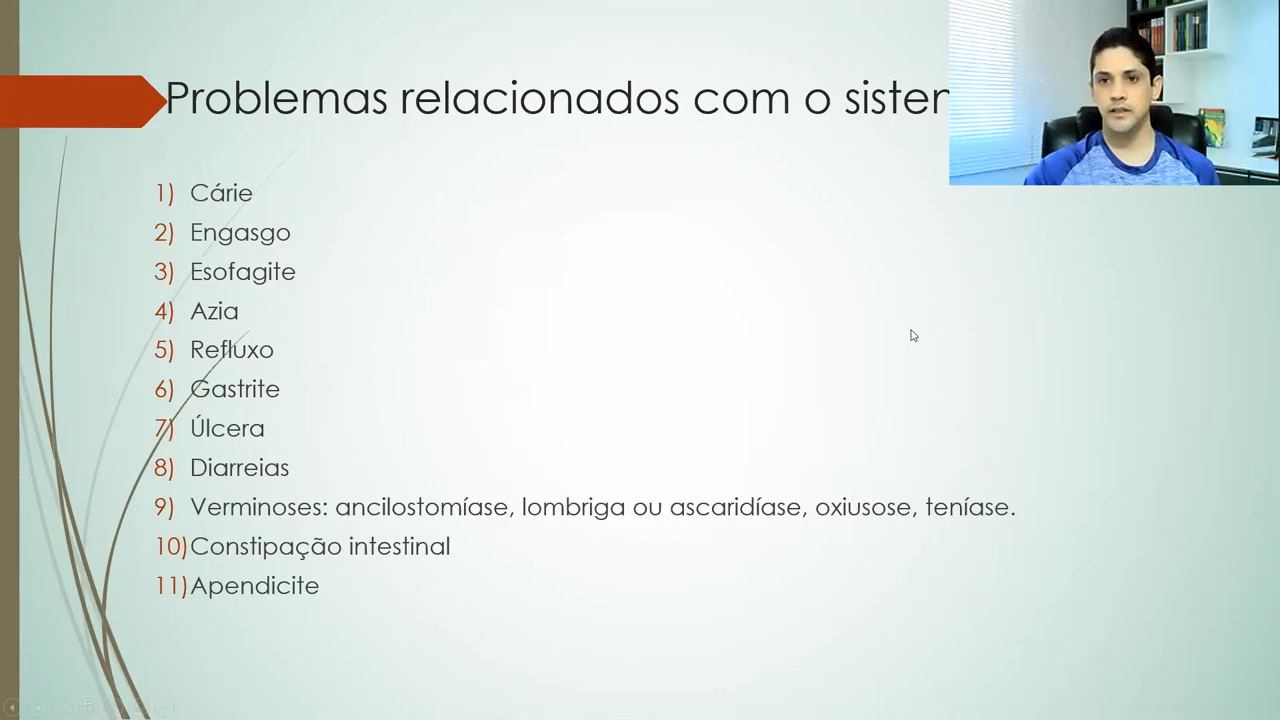 Problemas relacionados com o
1) Cárie
2) Engasgo
3) Esofagite
4) Azia
5) Refluxo
6) Gastrite
7) Úlcera
8) Diarreias
9) Verminoses: ancilostomíase, lombriga ou ascaridíase, oxiusose, teníase.
10) Constipação intestinal
11) Apendicite